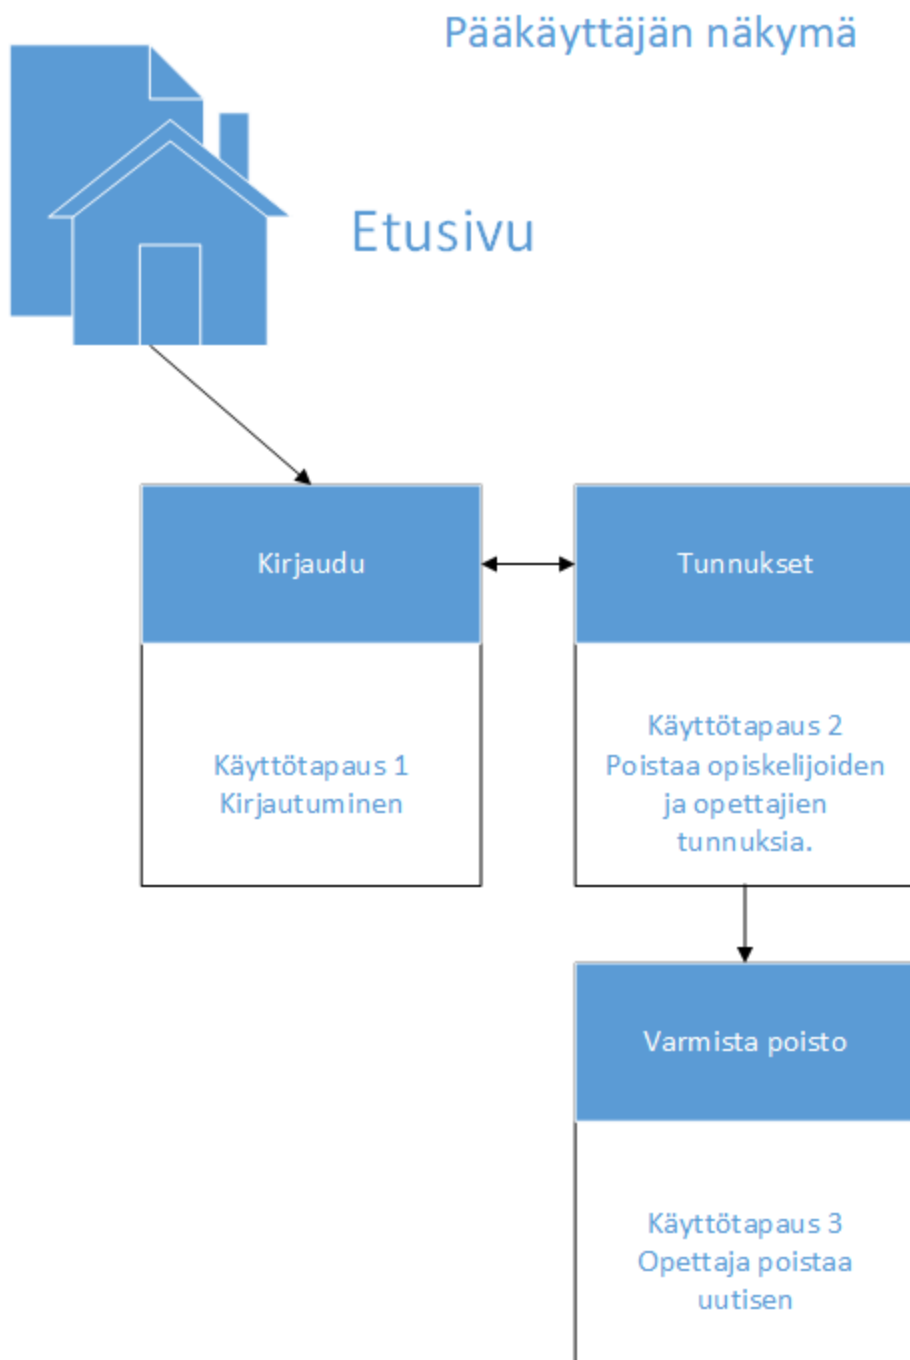 Pääkäyttäjän näkymä
Etusivu
Kirjaudu
Käyttötapaus 1
Kirjautuminen
Tunnukset
Käyttötapaus 2
Poistaa opiskelijoiden
ja opettajien
tunnuksia.
Varmista poisto
Käyttötapaus 3
Opettaja poistaa
uutisen